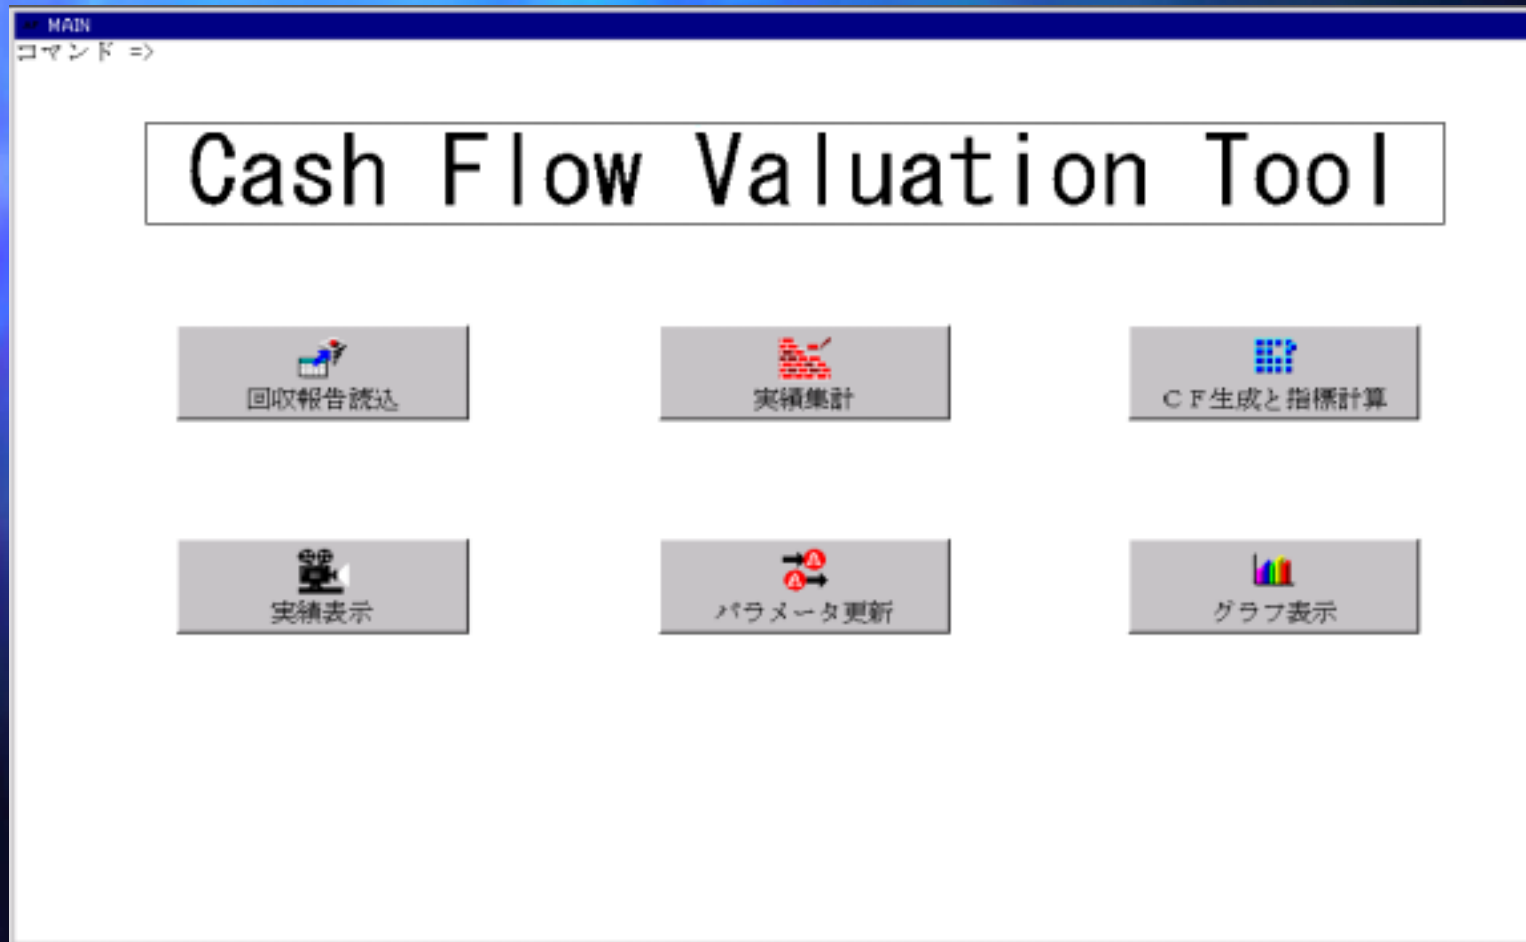 MAIN
コマンド =>
Cash Flow Valuation Tool
回収報告読込
実績集計
ＣＦ生成と指標計算
実績表示
パラメータ更新
グラフ表示